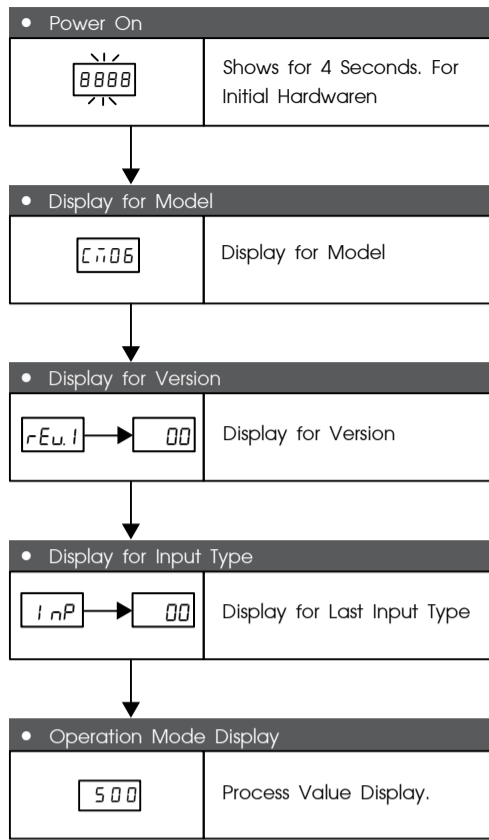 Power On
8888
Shows for 4 Seconds. For
Initial Hardwaren
Display for Model
Cm06
Display for Model
Display for Version
rEv.1 00
Display for Version
Display for Input Type
InP 00
Display for Last Input Type
Operation Mode Display
500
Process Value Display.